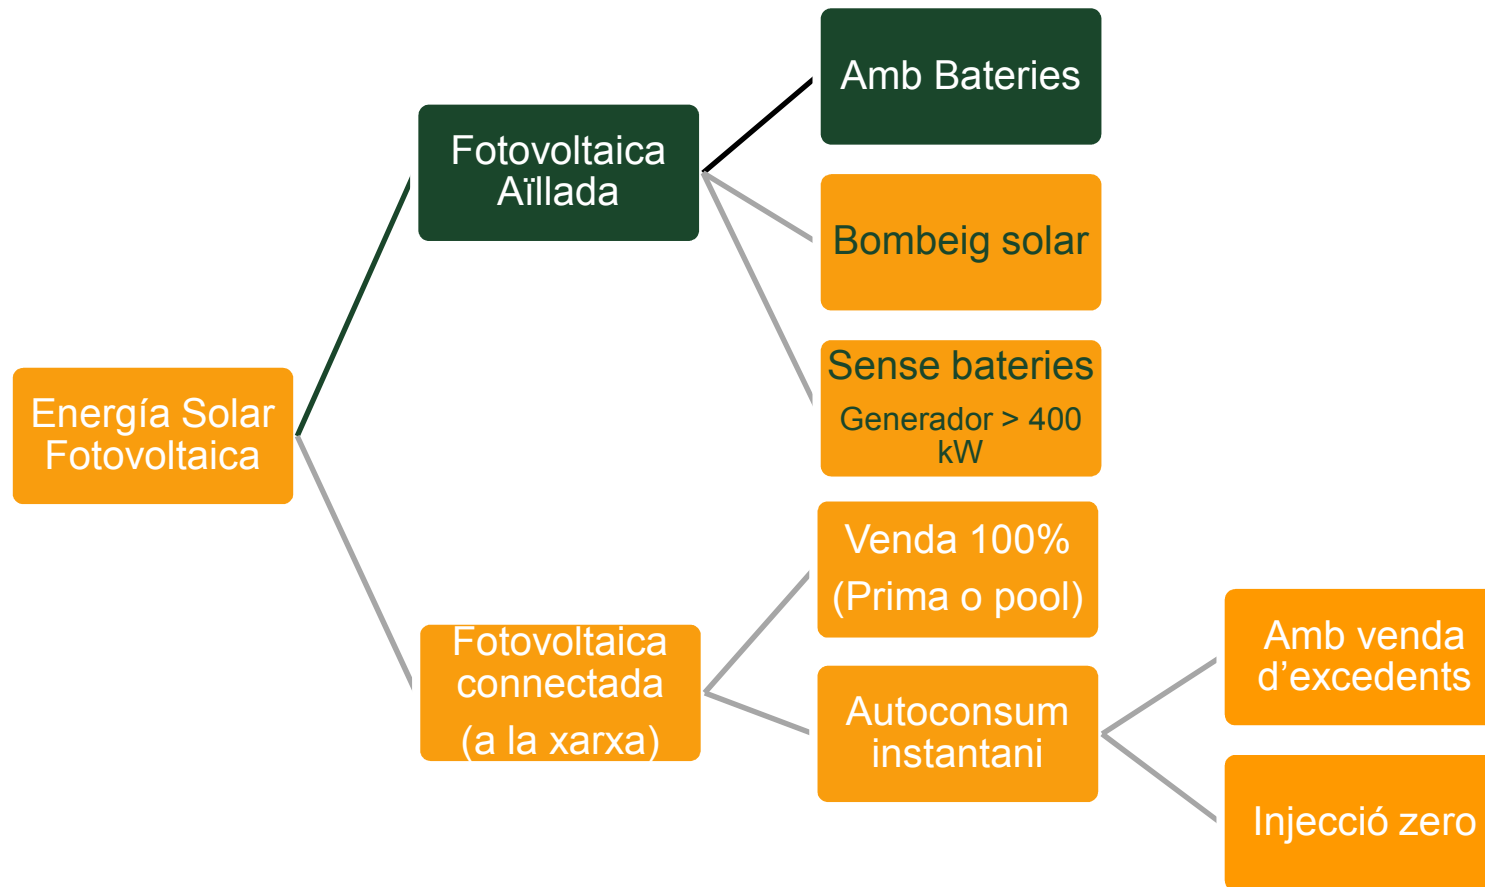 Amb Bateries
Fotovoltaica
Aïllada
Bombeig solar
Sense bateries
Generador > 400
kW
Energía Solar
Fotovoltaica
Venda 100%
(Prima o pool)
Fotovoltaica
connectada
(a la xarxa)
Autoconsum
instantani
Amb venda
d’excedents
Injecció zero